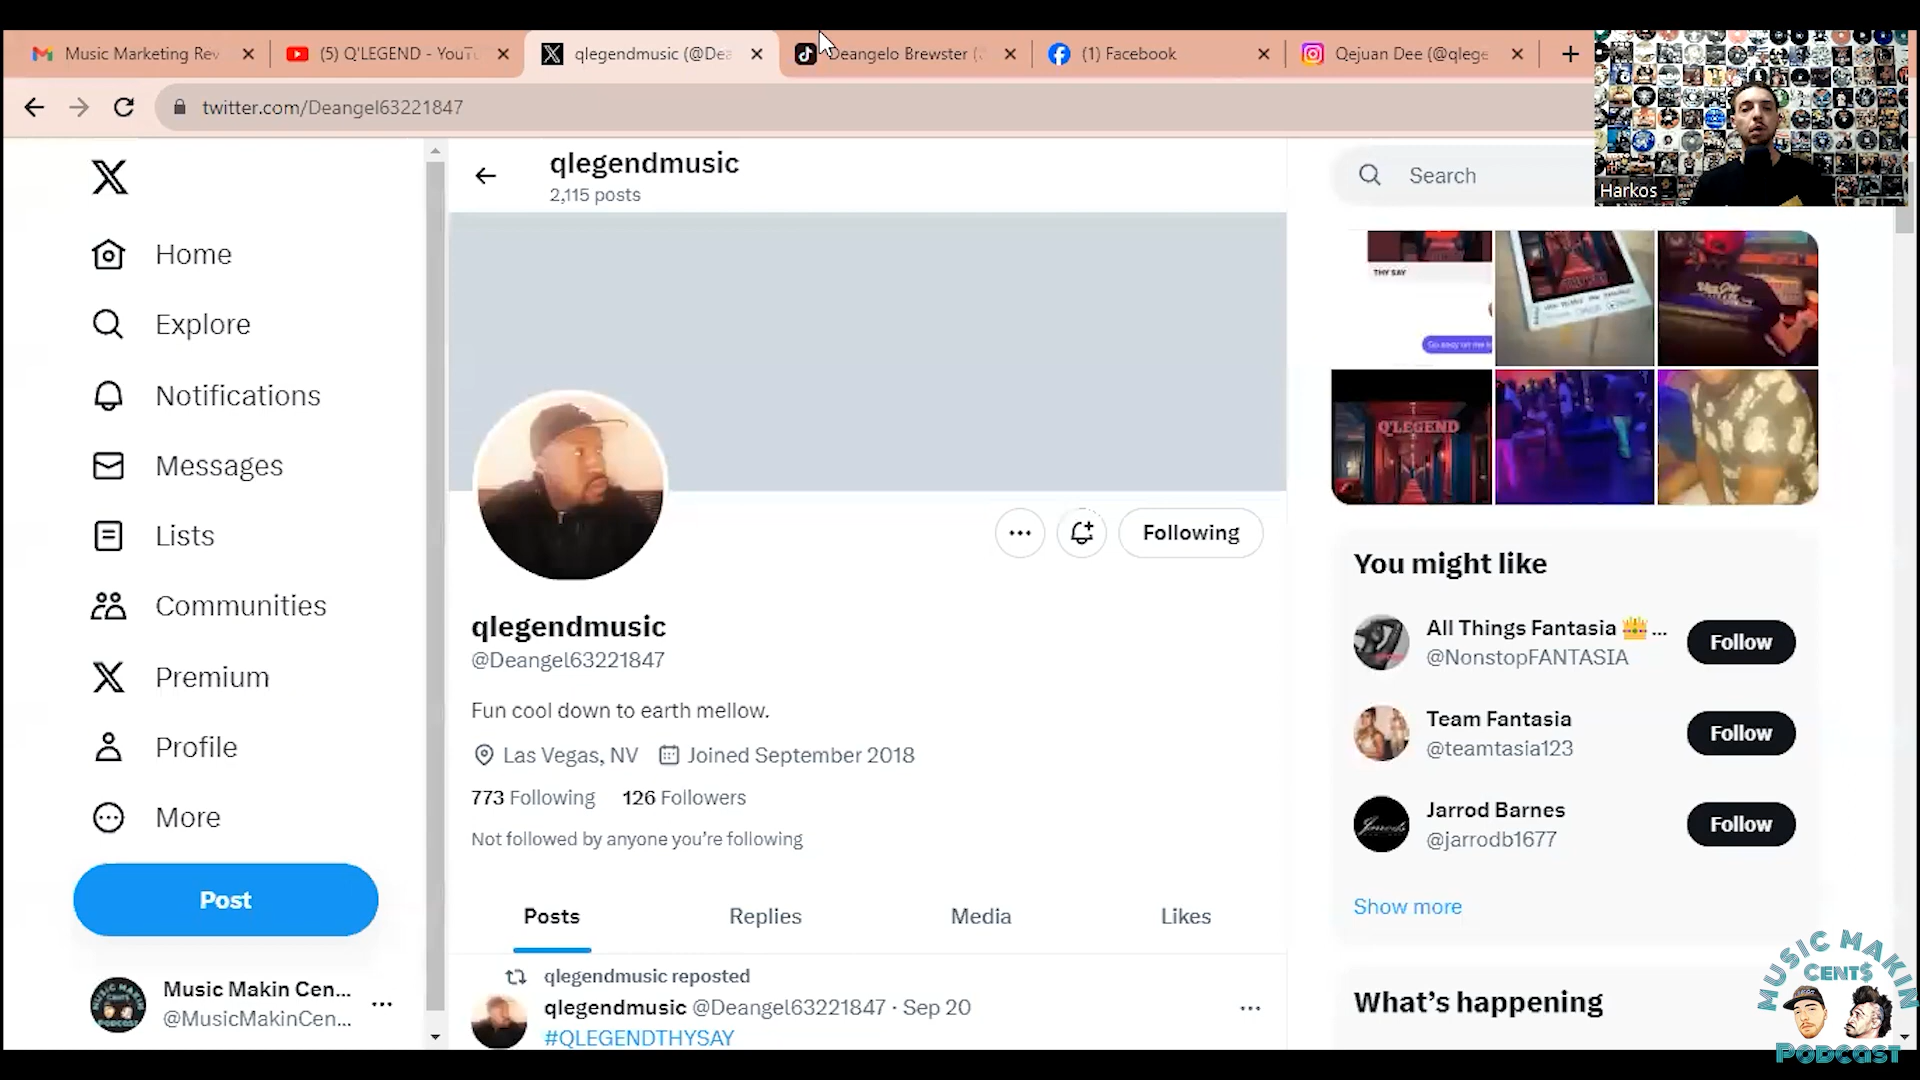 Music Marketing Rev
(5) Q'LEGEND - YouTu
qlegendmusic (@Dea
Deangelo Brewster (
(1) Facebook
Qejuan Dee (@qlege
twitter.com/Deangel63221847
Harkos
qlegendmusic
2,115 posts
Search
Home
Explore
Notifications
Messages
Lists
Communities
Premium
Profile
More
Post
Music Makin Cen...
@MusicMakinCen...
THY SAY
Q'LEGEND
Following
qlegendmusic
@Deangel63221847
Fun cool down to earth mellow.
Las Vegas, NV Joined September 2018
773 Following 126 Followers
Not followed by anyone you're following
Posts Replies Media Likes
qlegendmusic reposted
qlegendmusic @Deangel63221847 · Sep 20
#QLEGENDTHYSAY
You might like
All Things Fantasia 👑 ...
@NonstopFANTASIA
Follow
Team Fantasia
@teamtasia123
Follow
Jarrod Barnes
@jarrodb1677
Follow
Show more
What's happening
MUSIC MAKIN
CENT$
PODCAST